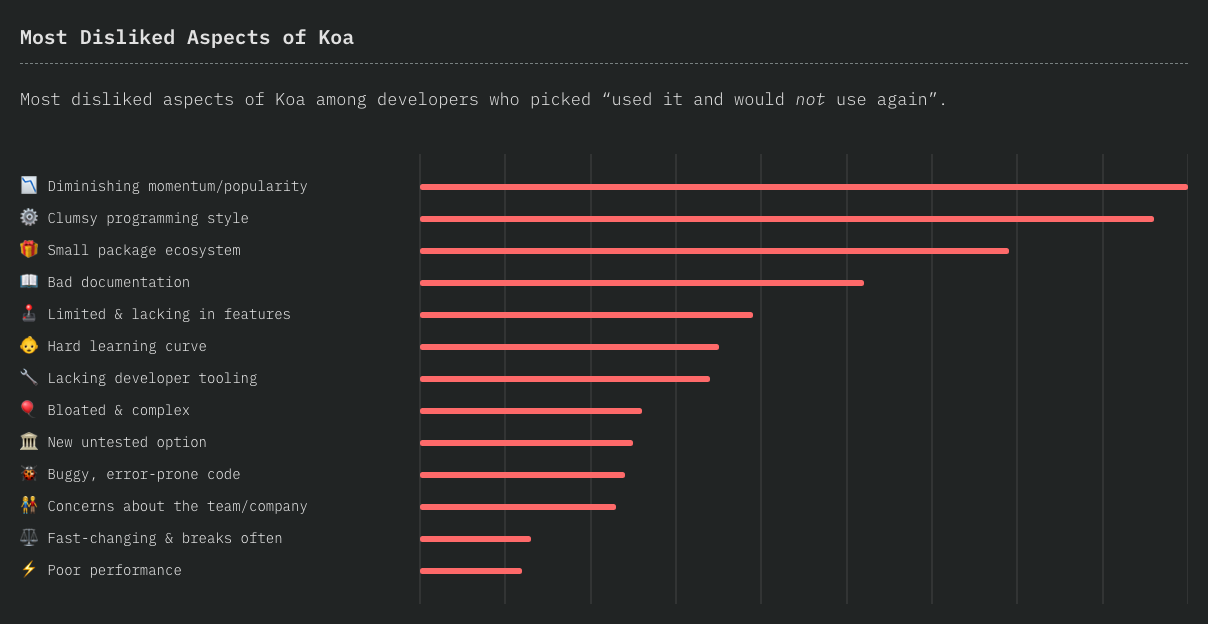 Most Disliked Aspects of Koa
Most disliked aspects of Koa among developers who picked “used it and would not use again”.
Diminishing momentum/popularity
Clumsy programming style
Small package ecosystem
Bad documentation
Limited & lacking in features
Hard learning curve
Lacking developer tooling
Bloated & complex
New untested option
Buggy, error-prone code
Concerns about the team/company
Fast-changing & breaks often
Poor performance